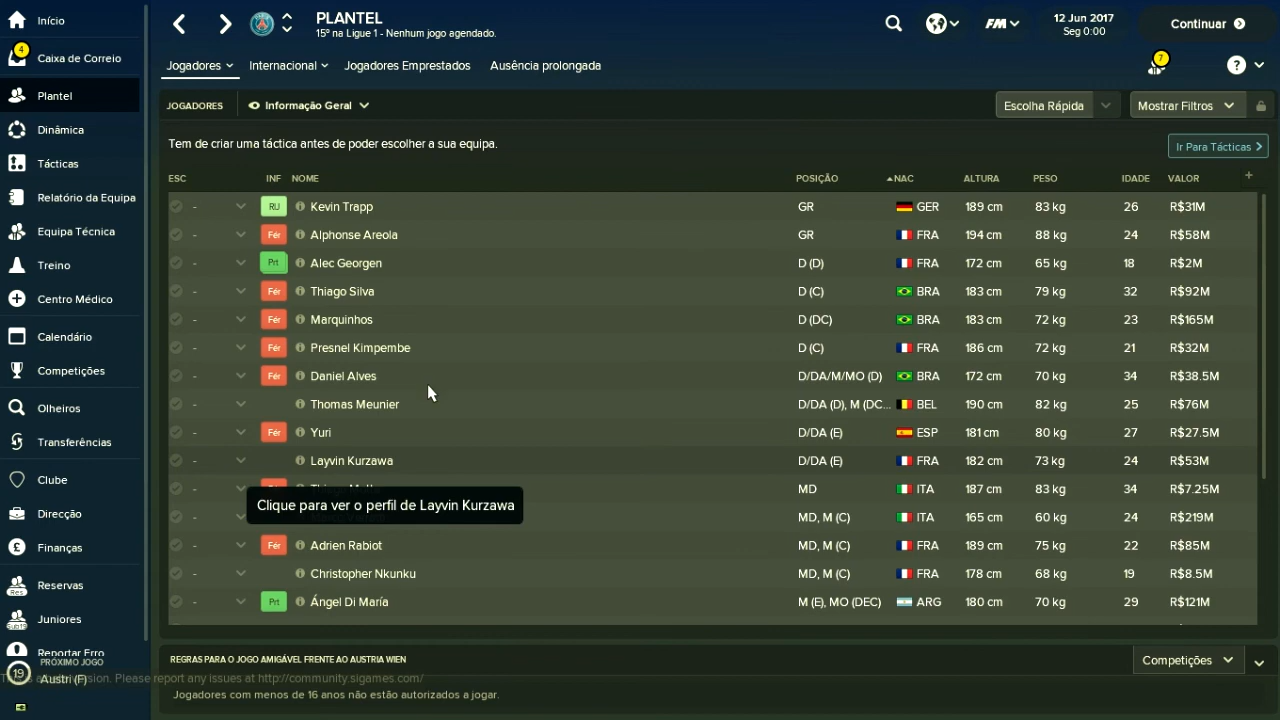 Início
PLANTEL
15º na Ligue 1 - Nenhum jogo agendado.
FM
12 Jun 2017
Seg 0:00
Continuar
4
Caixa de Correio
Jogadores
Internacional
Jogadores Emprestados
Ausência prolongada
7
?
Plantel
JOGADORES
Informação Geral
Escolha Rápida
Mostrar Filtros
Dinâmica
Tem de criar uma táctica antes de poder escolher a sua equipa.
Ir Para Tácticas
Tácticas
ESC INF NOME POSIÇÃO NAC ALTURA PESO IDADE VALOR +
Relatório da Equipa
Equipa Técnica
Treino
Centro Médico
Calendário
Competições
Olheiros
Transferências
Clube
Direcção
Finanças
Res
Reservas
Sub19
Juniores
Reportar Erro
- RU Kevin Trapp GR GER 189 cm 83 kg 26 R$31M
- Fér Alphonse Areola GR FRA 194 cm 88 kg 24 R$58M
- Prt Alec Georgen D (D) FRA 172 cm 65 kg 18 R$2M
- Fér Thiago Silva D (C) BRA 183 cm 79 kg 32 R$92M
- Fér Marquinhos D (DC) BRA 183 cm 72 kg 23 R$165M
- Fér Presnel Kimpembe D (C) FRA 186 cm 72 kg 21 R$32M
- Fér Daniel Alves D/DA/M/MO (D) BRA 172 cm 70 kg 34 R$38.5M
- Thomas Meunier D/DA (D), M (DC... BEL 190 cm 82 kg 25 R$76M
- Fér Yuri D/DA (E) ESP 181 cm 80 kg 27 R$27.5M
- Layvin Kurzawa D/DA (E) FRA 182 cm 73 kg 24 R$53M
- MD ITA 187 cm 83 kg 34 R$7.25M
Clique para ver o perfil de Layvin Kurzawa
- MD, M (C) ITA 165 cm 60 kg 24 R$219M
- Fér Adrien Rabiot MD, M (C) FRA 189 cm 75 kg 22 R$85M
- Christopher Nkunku MD, M (C) FRA 178 cm 68 kg 19 R$8.5M
- Prt Ángel Di María M (E), MO (DEC) ARG 180 cm 70 kg 29 R$121M
REGRAS PARA O JOGO AMIGÁVEL FRENTE AO AUSTRIA WIEN
Competições
PRÓXIMO JOGO
19
Austr (F)
version. Please report any issues at http://community.sigames.com/
Jogadores com menos de 16 anos não estão autorizados a jogar.